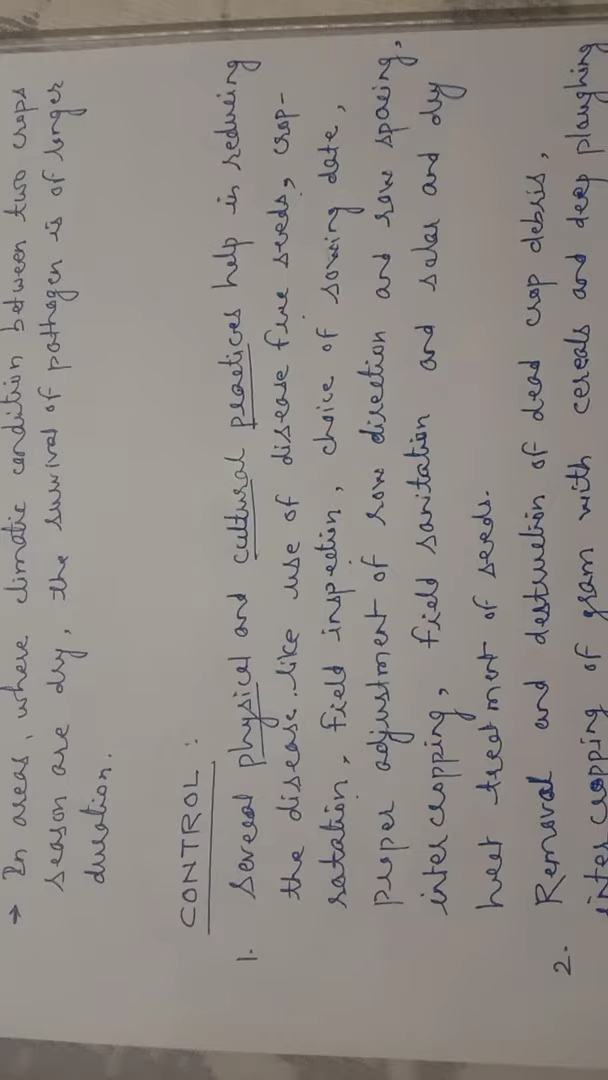 → In areas, where climatic condition between two crops
season are dry, the survival of pathogen is of longer
duration.
CONTROL:
1. Several physical and cultural practices help in reducing
the disease like use of disease free seeds, crop-
rotation, field inspection, choice of sowing date,
proper adjustment of row direction and row spacing,
inter cropping, field sanitation and solar and dry
heat treatment of seeds.
2. Removal and destruction of dead crop debris,
inter cropping of gram with cereals and deep ploughing